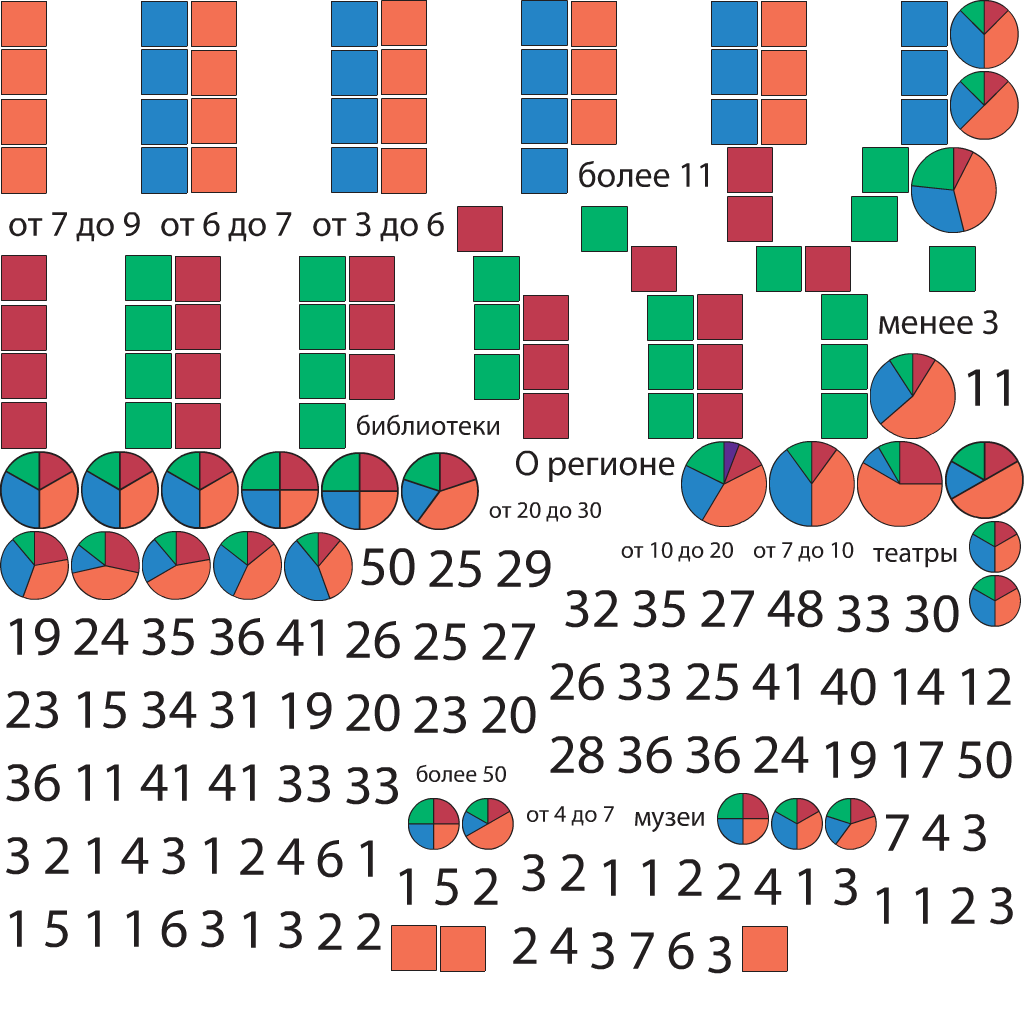 более 11
от 7 до 9 от 6 до 7 от 3 до 6
менее 3
11
библиотеки
О регионе
от 20 до 30
50 25 29
от 10 до 20 от 7 до 10 театры
32 35 27 48 33 30
19 24 35 36 41 26 25 27
26 33 25 41 40 14 12
23 15 34 31 19 20 23 20
28 36 36 24 19 17 50
36 11 41 41 33 33
более 50
от 4 до 7 музеи
7 4 3
3 2 1 4 3 1 2 4 6 1
1 5 2
3 2 1 1 2 2 4 1 3
1 1 2 3
1 5 1 1 6 3 1 3 2 2
2 4 3 7 6 3